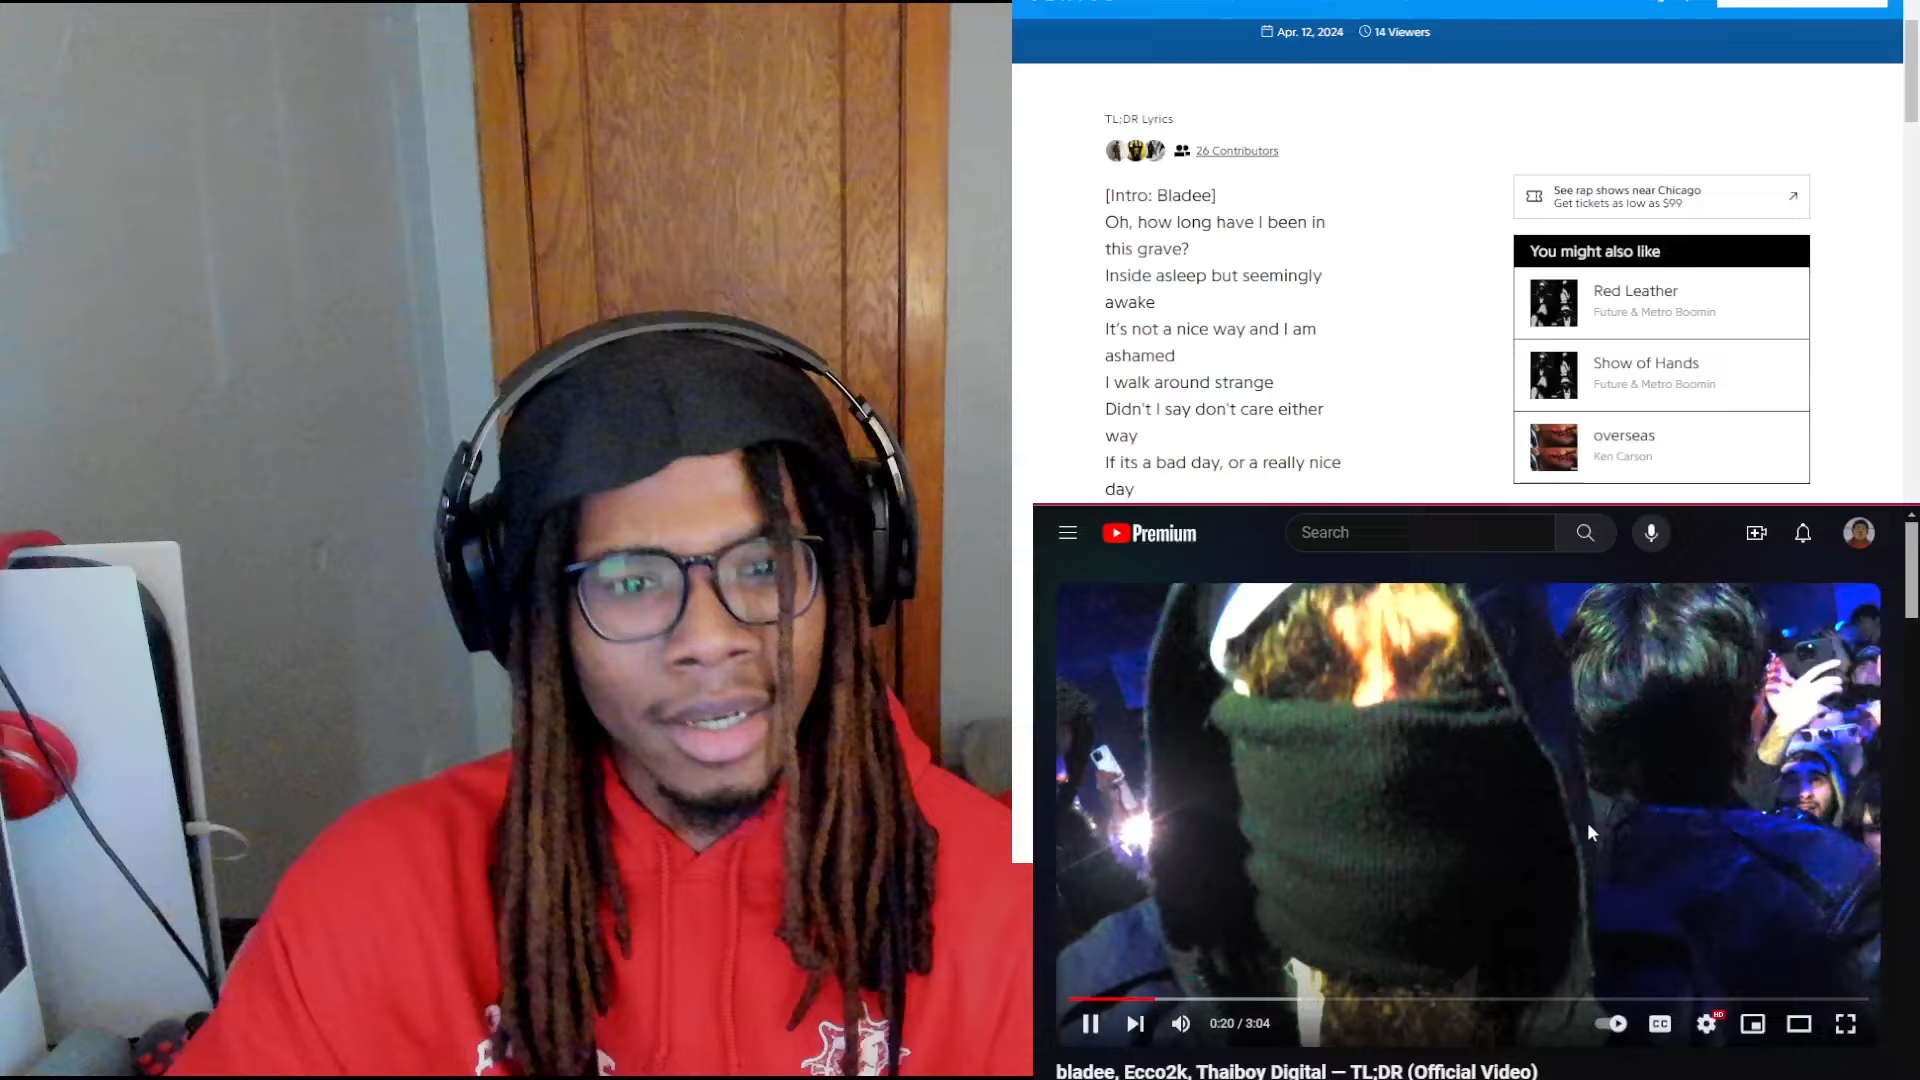 Apr. 12, 2024 14 Viewers
TL;DR Lyrics
26 Contributors
[Intro: Bladee]
Oh, how long have I been in
this grave?
Inside asleep but seemingly
awake
It's not a nice way and I am
ashamed
I walk around strange
Didn't I say don't care either
way
If its a bad day, or a really nice
day
See rap shows near Chicago
Get tickets as low as $99
You might also like
Red Leather
Future & Metro Boomin
Show of Hands
Future & Metro Boomin
overseas
Ken Carson
Premium
Search
0:20 / 3:04
CC
HD
bladee, Ecco2k, Thaiboy Digital — TL;DR (Official Video)